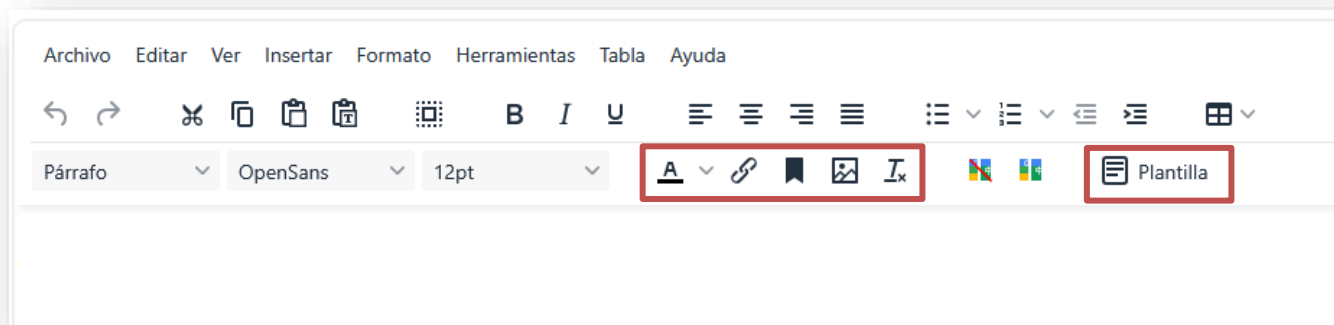 Archivo Editar Ver Insertar Formato Herramientas Tabla Ayuda
B I U
Párrafo OpenSans 12pt A Plantilla